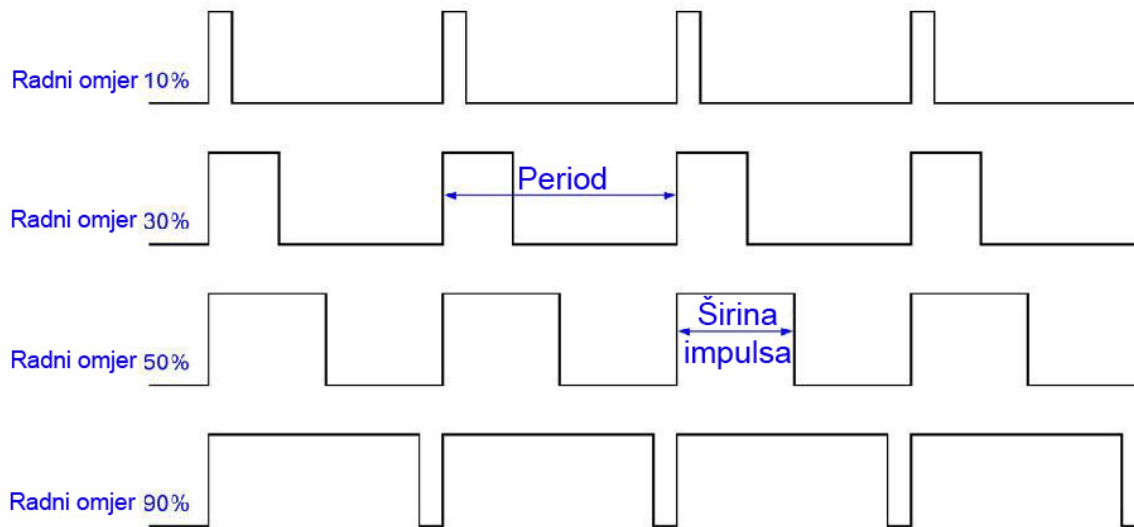 Radni omjer 10%
Period
Radni omjer 30%
Širina
impulsa
Radni omjer 50%
Radni omjer 90%